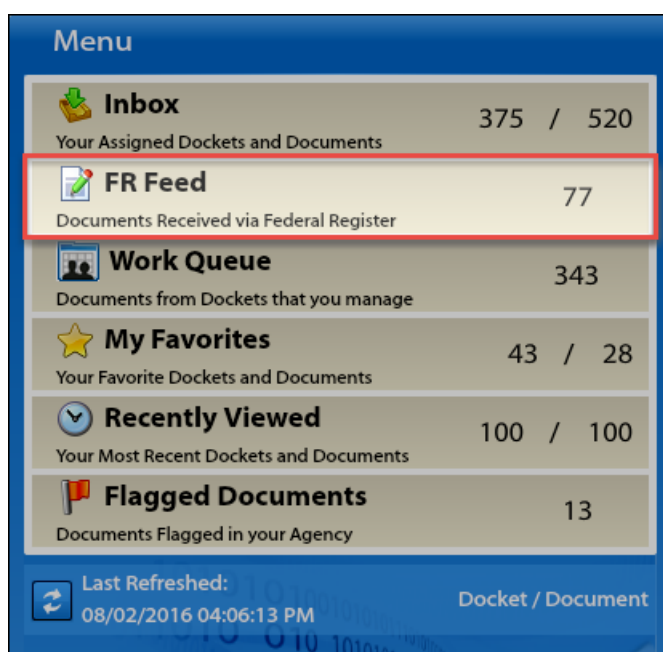 Menu
Inbox 375 / 520
Your Assigned Dockets and Documents
FR Feed 77
Documents Received via Federal Register
Work Queue 343
Documents from Dockets that you manage
My Favorites 43 / 28
Your Favorite Dockets and Documents
Recently Viewed 100 / 100
Your Most Recent Dockets and Documents
Flagged Documents 13
Documents Flagged in your Agency
Last Refreshed:
08/02/2016 04:06:13 PM Docket / Document